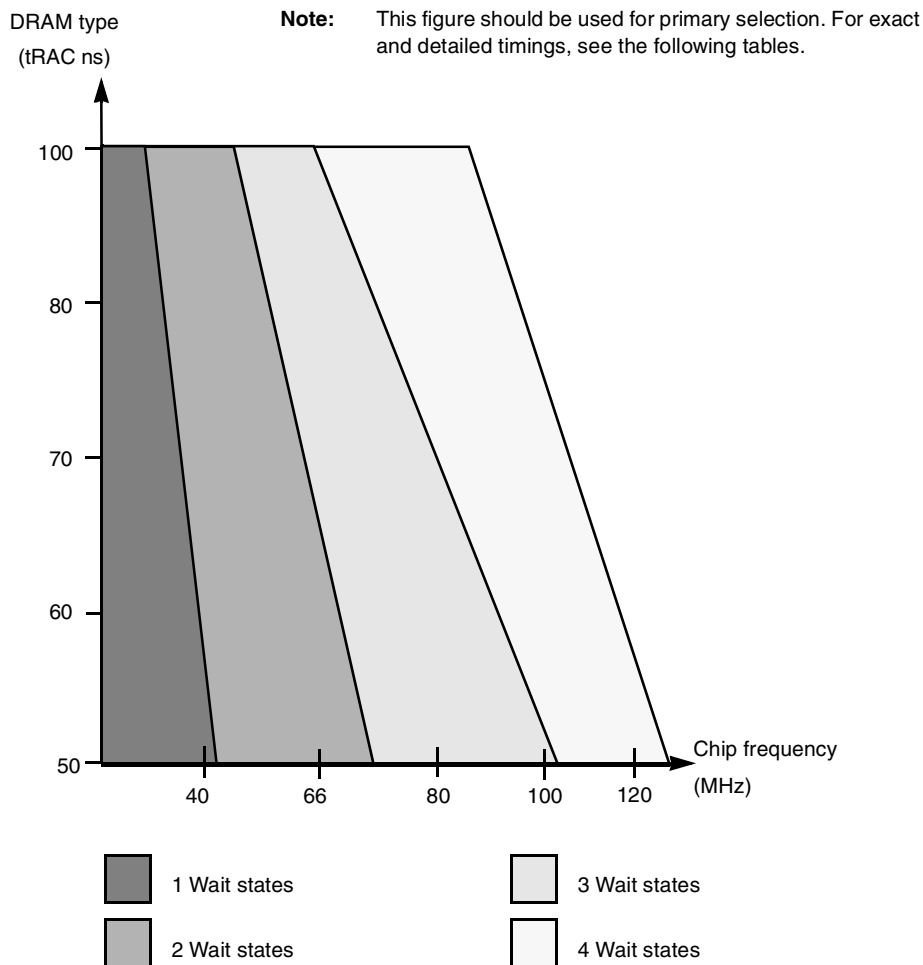 DRAM type
(tRAC ns)
Note: This figure should be used for primary selection. For exact
and detailed timings, see the following tables.
100
80
70
60
50
40 66 80 100 120
Chip frequency
(MHz)
1 Wait states
3 Wait states
2 Wait states
4 Wait states